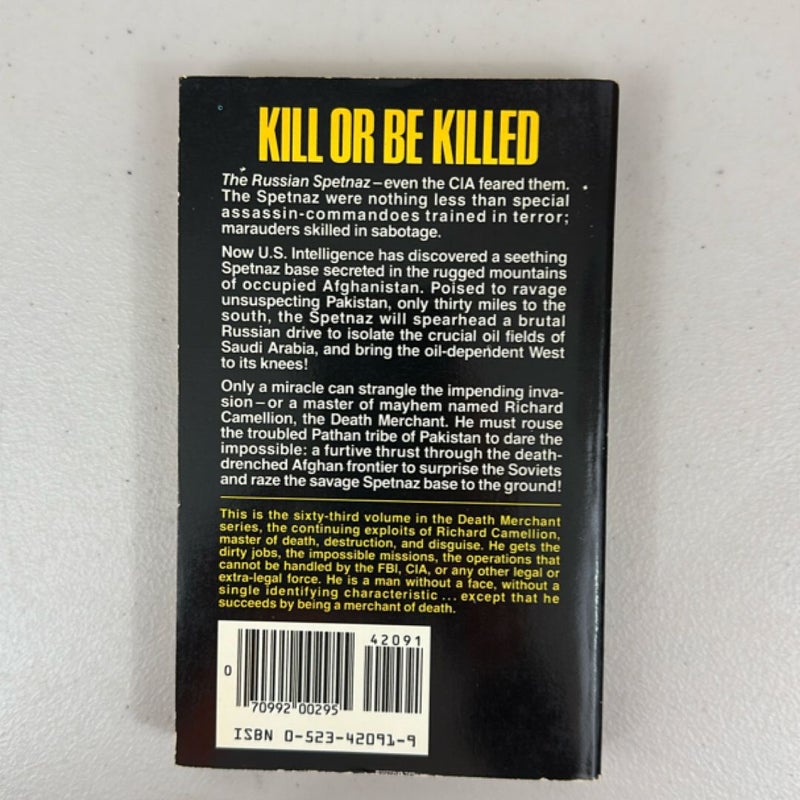 KILL OR BE KILLED
The Russian Spetnaz—even the CIA feared them.
The Spetnaz were nothing less than special
assassin-commandoes trained in terror;
marauders skilled in sabotage.
Now U.S. Intelligence has discovered a seething
Spetnaz base secreted in the rugged mountains
of occupied Afghanistan. Poised to ravage
unsuspecting Pakistan, only thirty miles to the
south, the Spetnaz will spearhead a brutal
Russian drive to isolate the crucial oil fields of
Saudi Arabia, and bring the oil-dependent West
to its knees!
Only a miracle can strangle the impending inva-
sion—or a master of mayhem named Richard
Camellion, the Death Merchant. He must rouse
the troubled Pathan tribe of Pakistan to dare the
impossible: a furtive thrust through the death-
drenched Afghan frontier to surprise the Soviets
and raze the savage Spetnaz base to the ground!
This is the sixty-third volume in the Death Merchant
series, the continuing exploits of Richard Camellion,
master of death, destruction, and disguise. He gets the
dirty jobs, the impossible missions, the operations that
cannot be handled by the FBI, CIA, or any other legal or
extra-legal force. He is a man without a face, without a
single identifying characteristic... except that he
succeeds by being a merchant of death.
42091
0
70992 00295
ISBN 0-523-42091-9